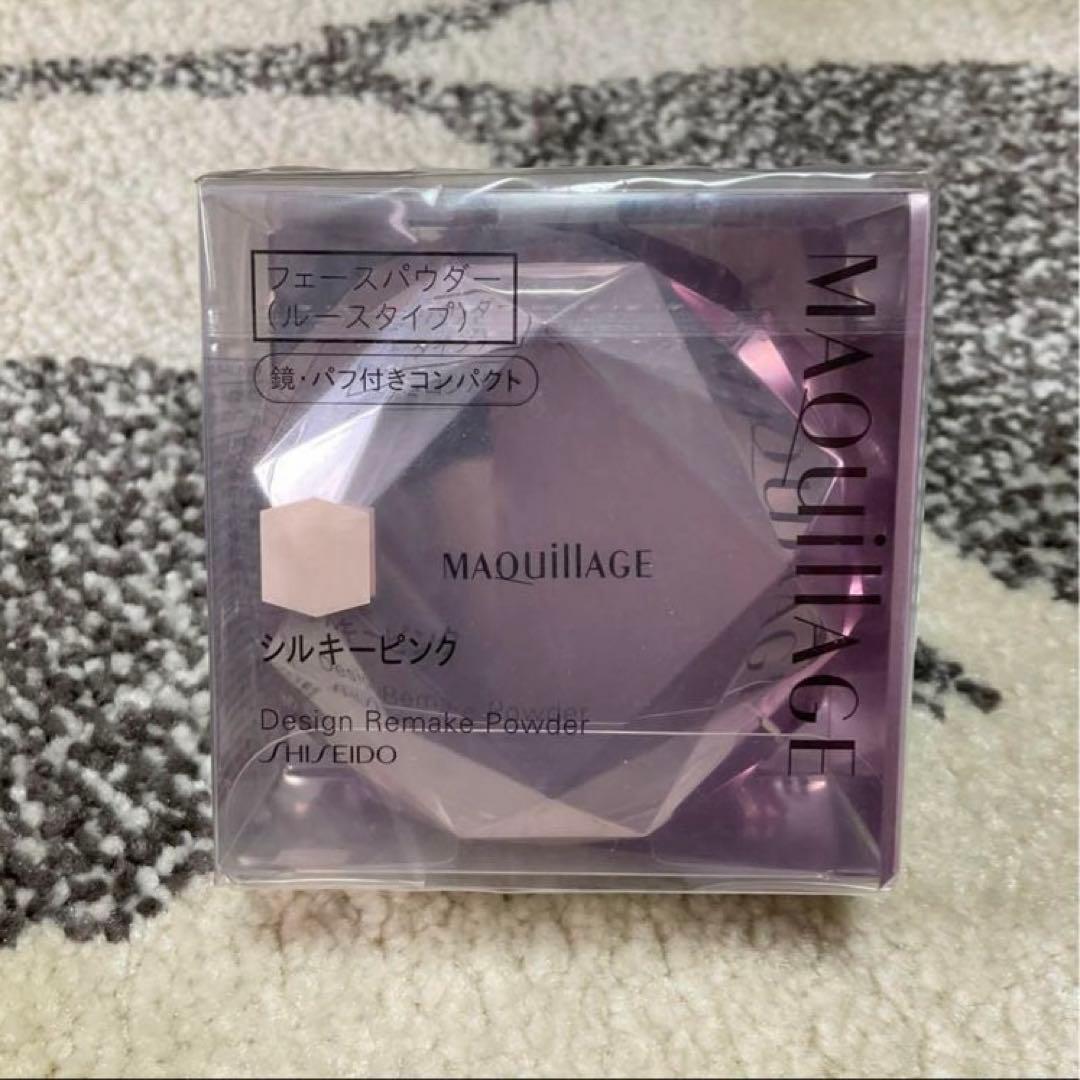 フェースパウダー
(ルースタイプ)
鏡・パフ付きコンパクト
MAQuillAGE
シルキーピンク
Design Remake Powder
SHISEIDO
MAQuillAGE